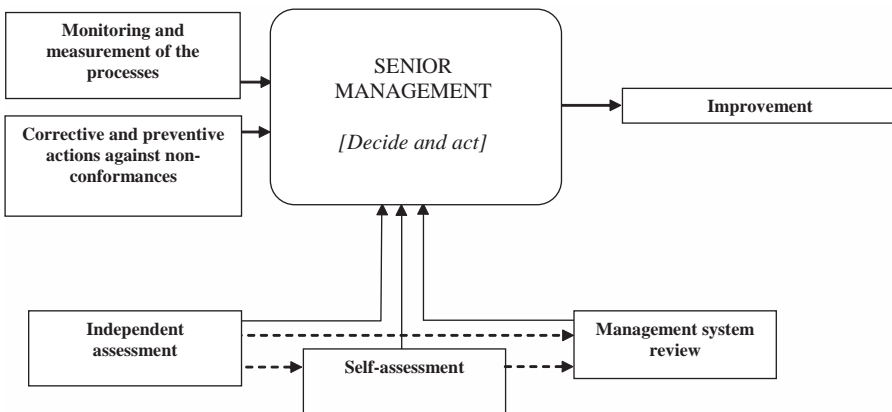 Monitoring and
measurement of the
processes
Corrective and preventive
actions against non-
conformances
SENIOR
MANAGEMENT
[Decide and act]
Improvement
Independent
assessment
Self-assessment
Management system
review